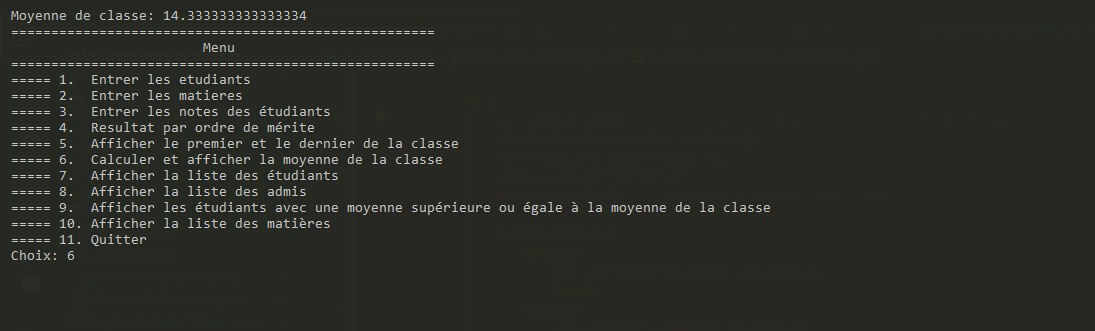 Moyenne de classe: 14.333333333333334
=====================================================
Menu
=====================================================
===== 1. Entrer les etudiants
===== 2. Entrer les matieres
===== 3. Entrer les notes des étudiants
===== 4. Resultat par ordre de mérite
===== 5. Afficher le premier et le dernier de la classe
===== 6. Calculer et afficher la moyenne de la classe
===== 7. Afficher la liste des étudiants
===== 8. Afficher la liste des admis
===== 9. Afficher les étudiants avec une moyenne supérieure ou égale à la moyenne de la classe
===== 10. Afficher la liste des matières
===== 11. Quitter
Choix: 6